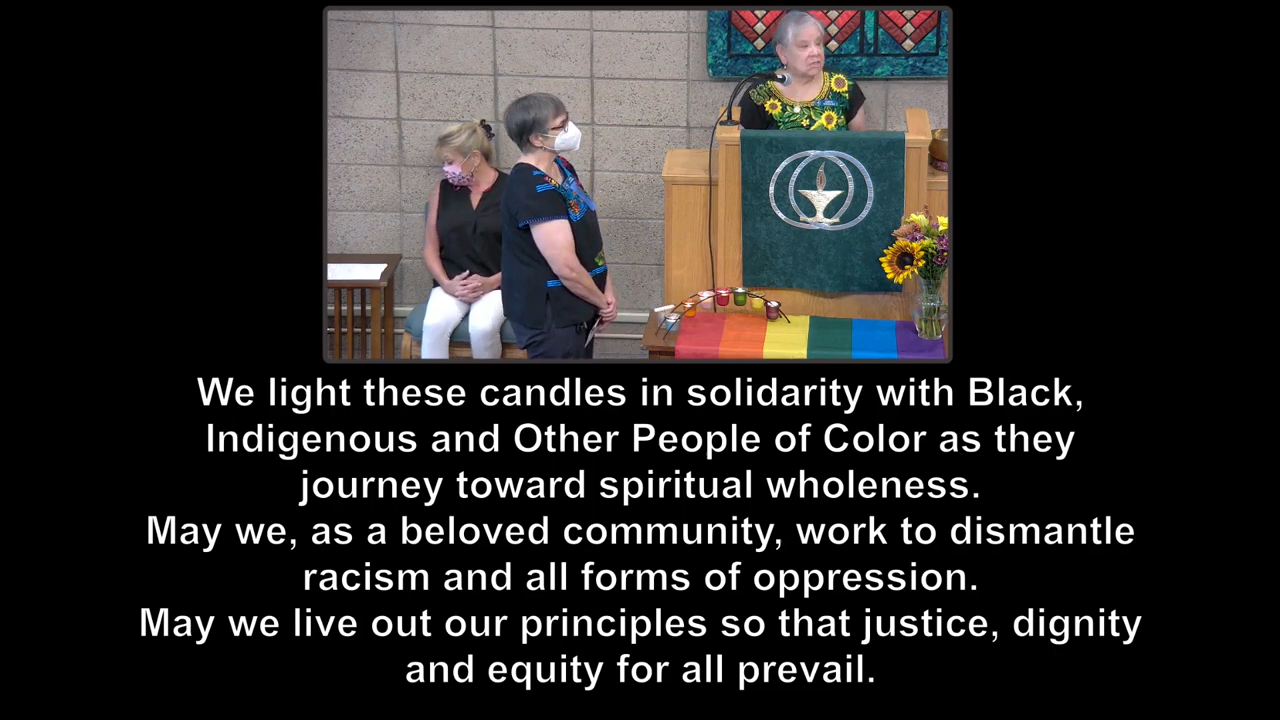 We light these candles in solidarity with Black,
Indigenous and Other People of Color as they
journey toward spiritual wholeness.
May we, as a beloved community, work to dismantle
racism and all forms of oppression.
May we live out our principles so that justice, dignity
and equity for all prevail.